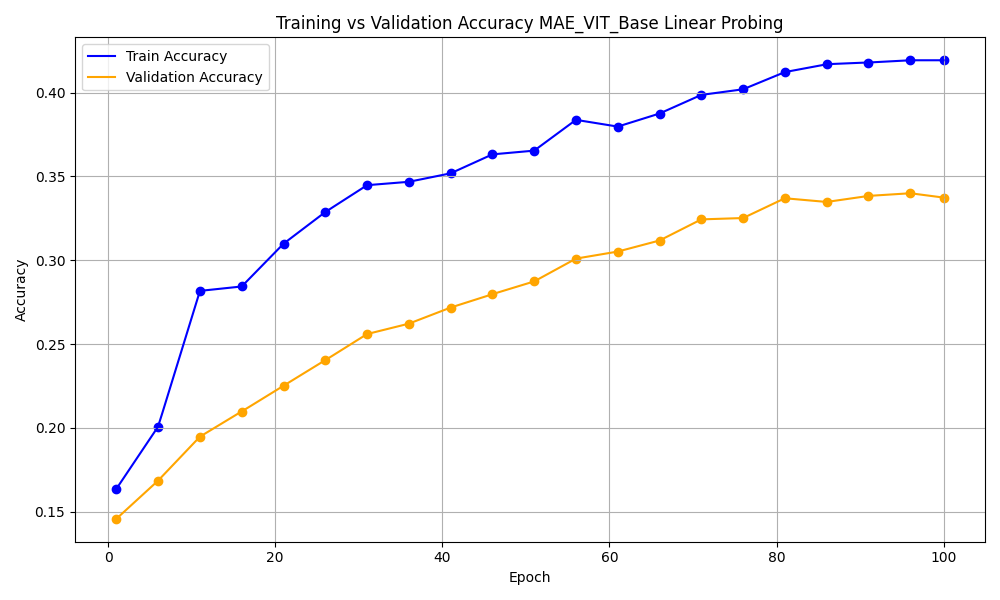 Training vs Validation Accuracy MAE_VIT_Base Linear Probing
Train Accuracy
Validation Accuracy
Accuracy
0.40
0.35
0.30
0.25
0.20
0.15
0 20 40 60 80 100
Epoch